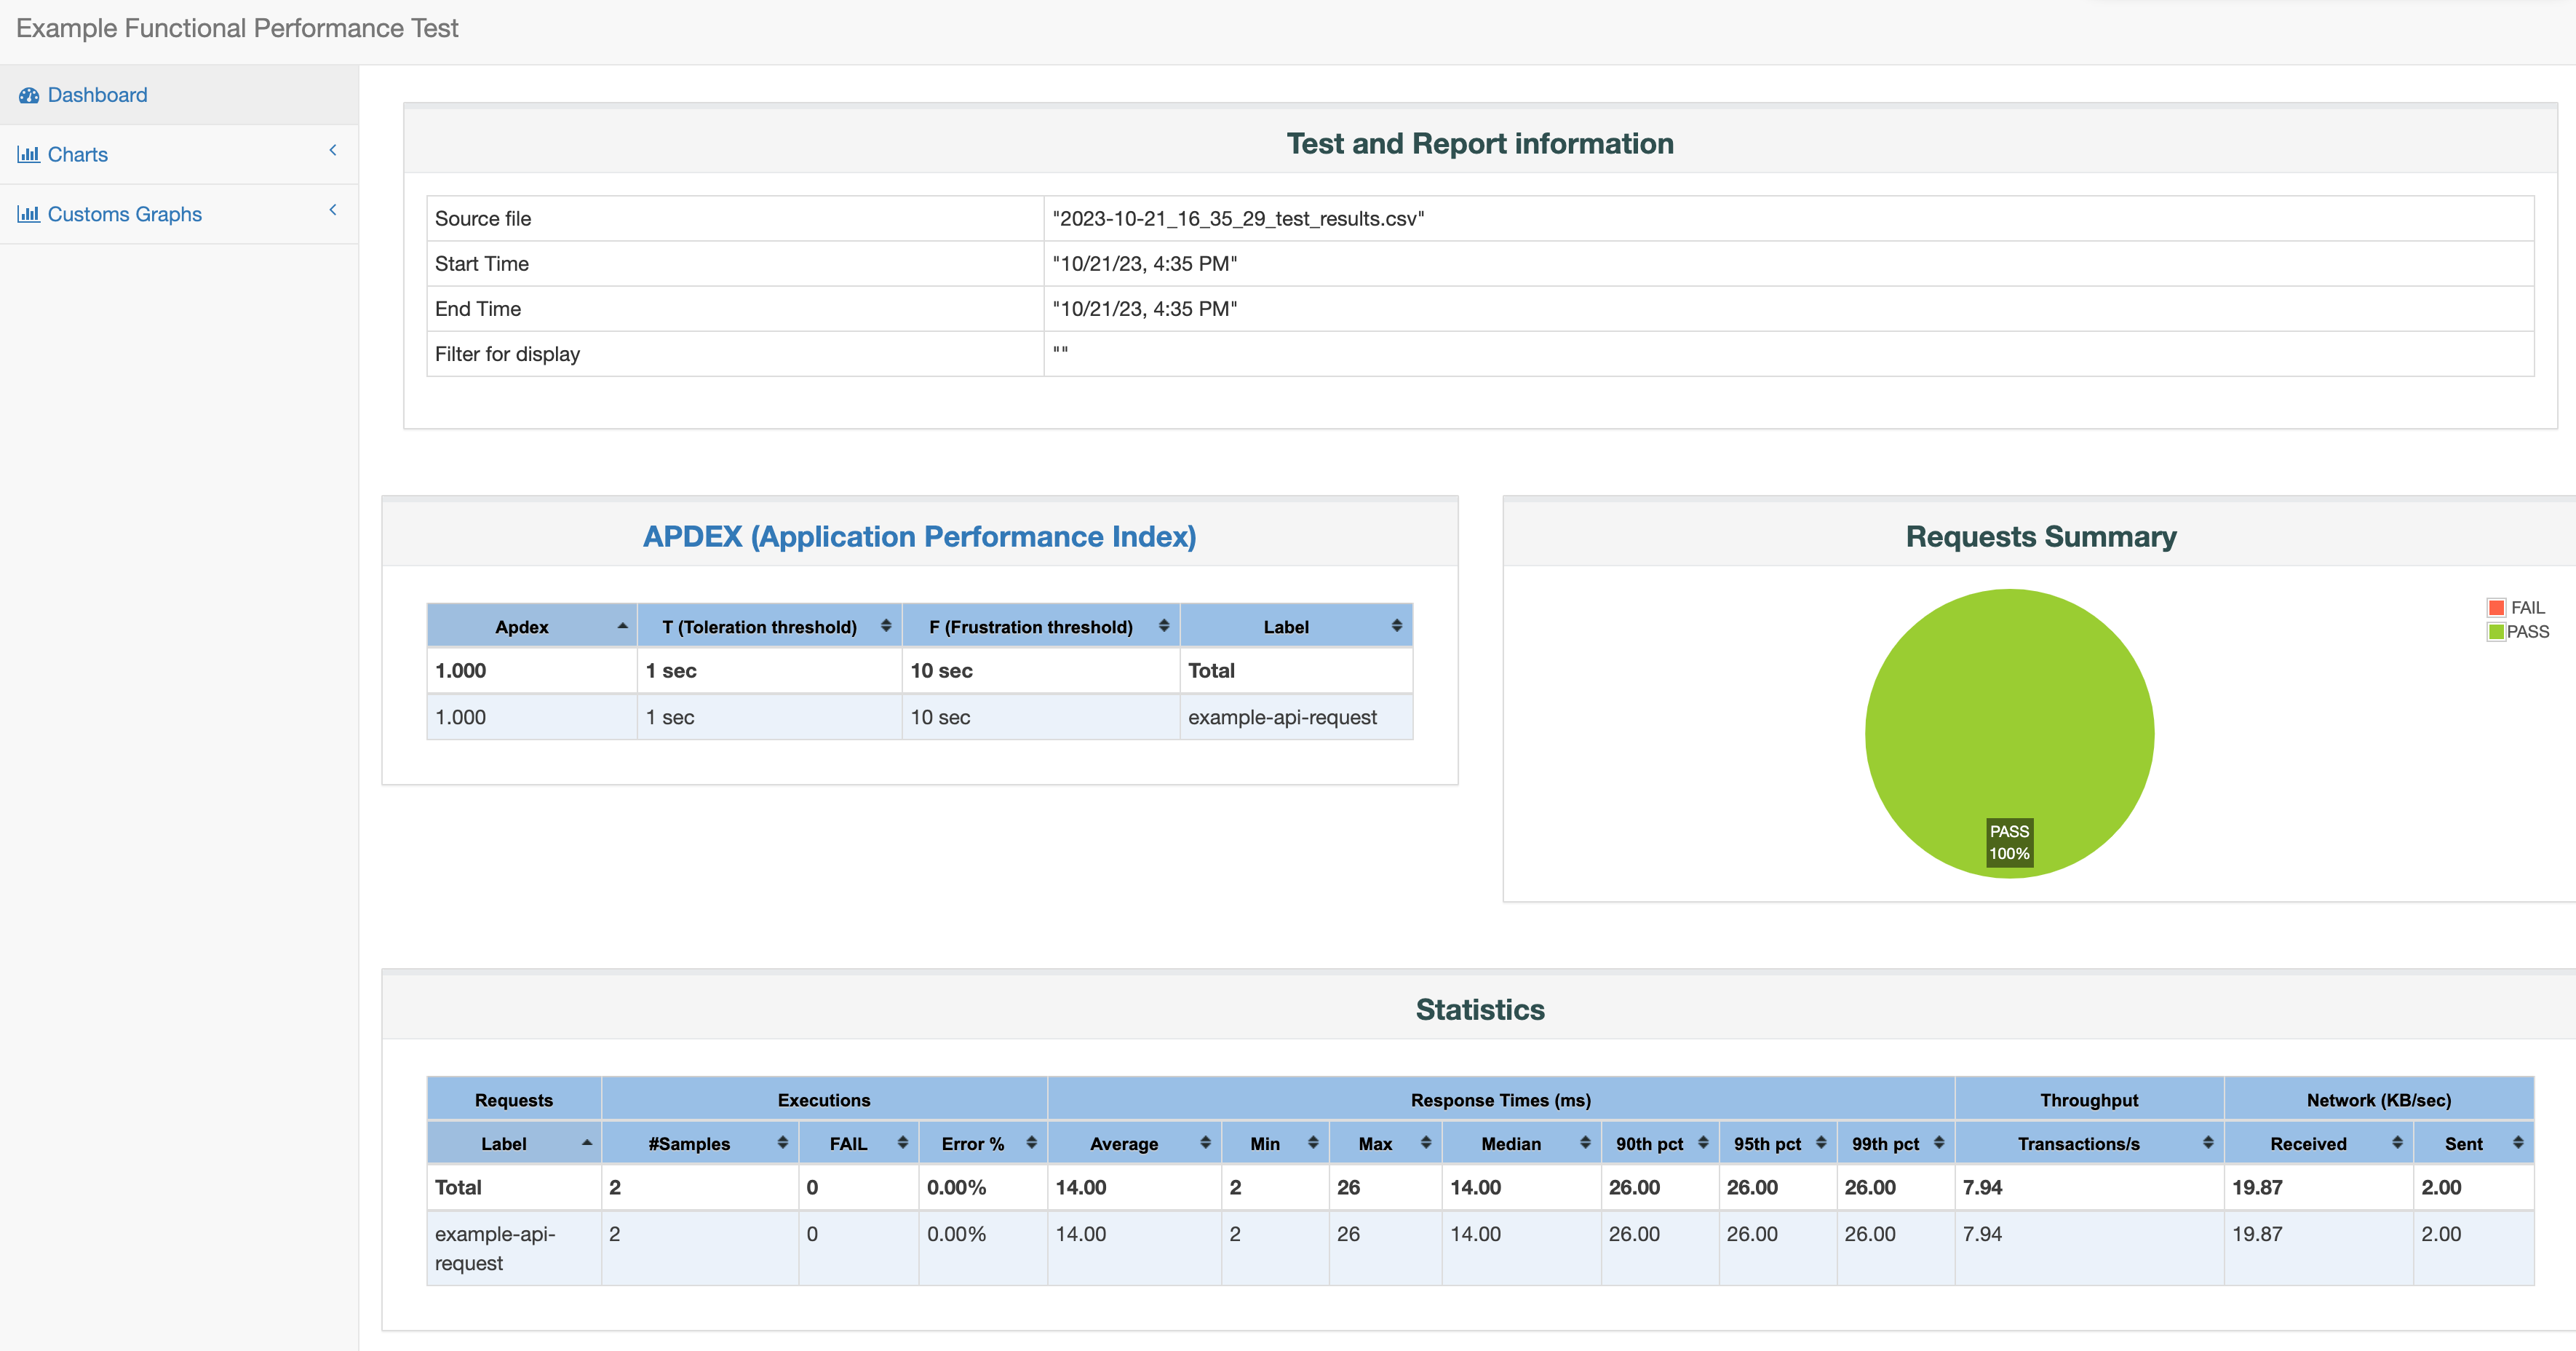 Example Functional Performance Test
Dashboard
Charts
Customs Graphs
Test and Report information
Source file "2023-10-21_16_35_29_test_results.csv"
Start Time "10/21/23, 4:35 PM"
End Time "10/21/23, 4:35 PM"
Filter for display ""
APDEX (Application Performance Index)
Apdex T (Toleration threshold) F (Frustration threshold) Label
1.000 1 sec 10 sec Total
1.000 1 sec 10 sec example-api-request
Requests Summary
FAIL
PASS
PASS
100%
Statistics
Requests Executions Response Times (ms) Throughput Network (KB/sec)
Label #Samples FAIL Error % Average Min Max Median 90th pct 95th pct 99th pct Transactions/s Received Sent
Total 2 0 0.00% 14.00 2 26 14.00 26.00 26.00 26.00 7.94 19.87 2.00
example-api- 2 0 0.00% 14.00 2 26 14.00 26.00 26.00 26.00 7.94 19.87 2.00
request